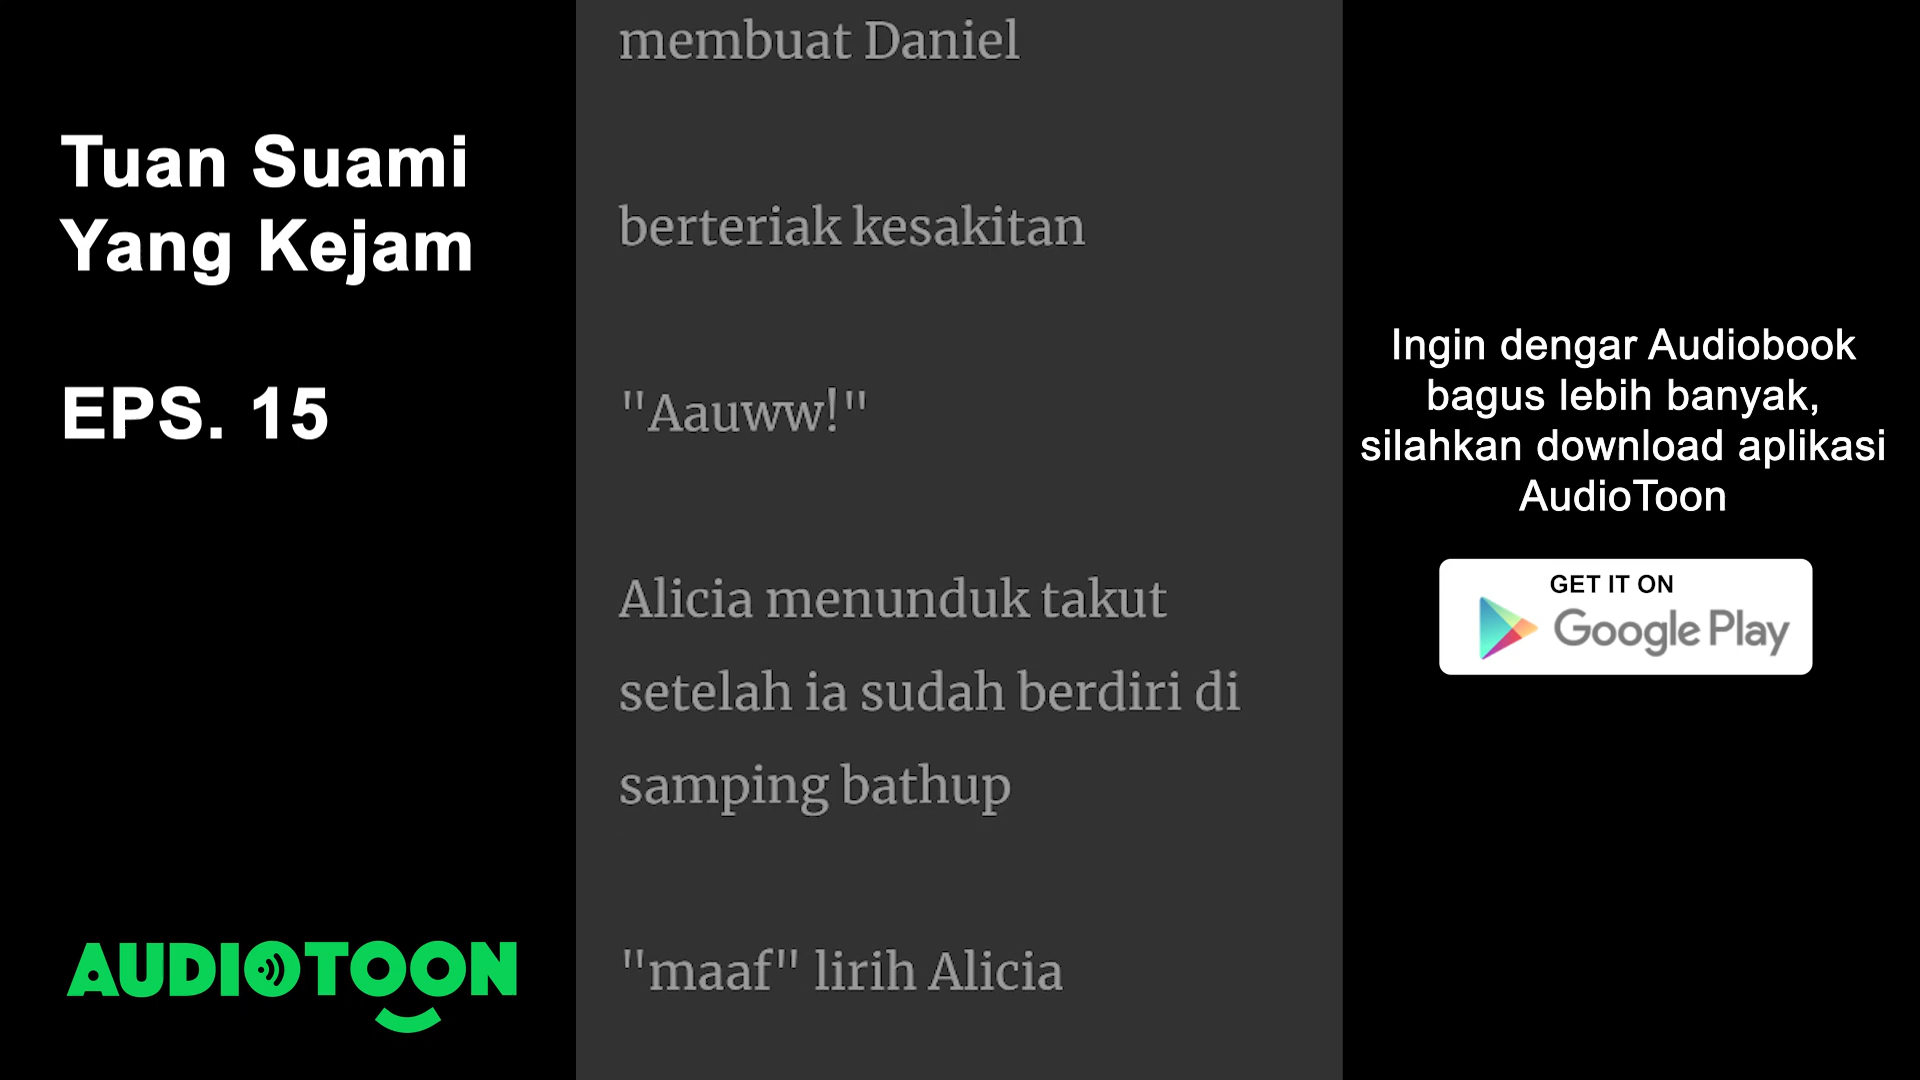 Tuan Suami
Yang Kejam
EPS. 15
AUDIOTOON
membuat Daniel
berteriak kesakitan
"Aauww!"
Alicia menunduk takut
setelah ia sudah berdiri di
samping bathup
"maaf" lirih Alicia
Ingin dengar Audiobook
bagus lebih banyak,
silahkan download aplikasi
AudioToon
GET IT ON
Google Play